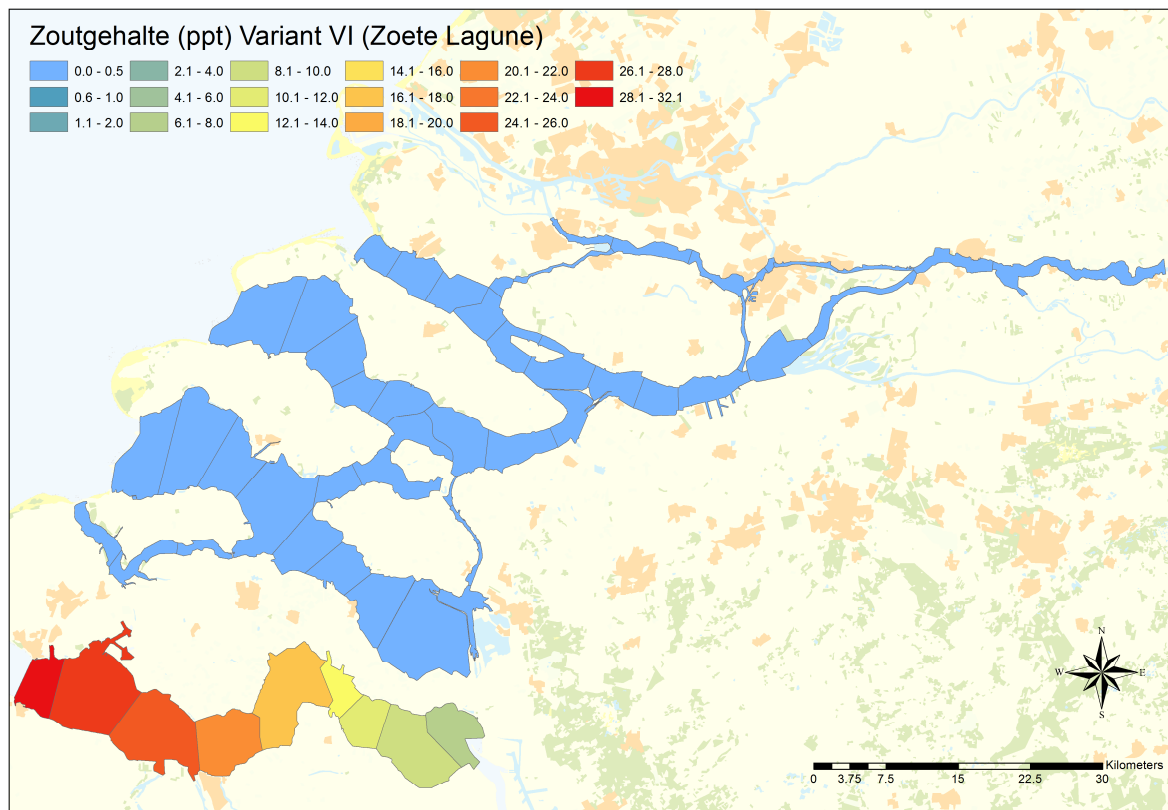 Zoutgehalte (ppt) Variant VI (Zoete Lagune)
0.0 - 0.5 2.1 - 4.0 8.1 - 10.0 14.1 - 16.0 20.1 - 22.0 26.1 - 28.0
0.6 - 1.0 4.1 - 6.0 10.1 - 12.0 16.1 - 18.0 22.1 - 24.0 28.1 - 32.1
1.1 - 2.0 6.1 - 8.0 12.1 - 14.0 18.1 - 20.0 24.1 - 26.0
N
W E
S
Kilometers
0 3.75 7.5 15 22.5 30